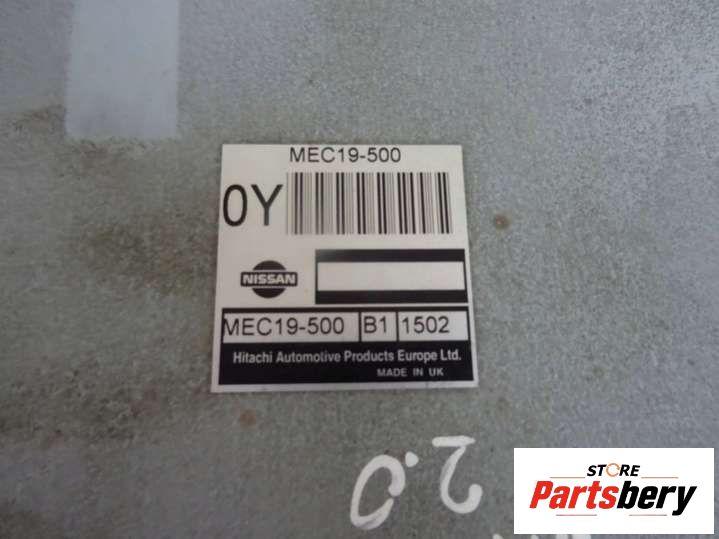 MEC19-500
0Y
NISSAN
MEC19-500 B1 1502
Hitachi Automotive Products Europe Ltd.
MADE IN UK
2.0
STORE
Partsbery